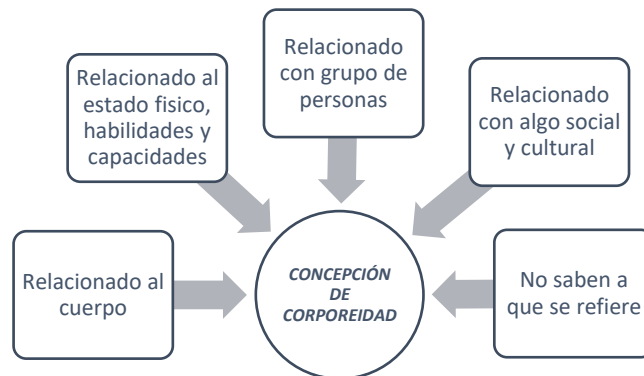 Relacionado
con grupo de
personas
Relacionado al
estado fisico,
habilidades y
capacidades
Relacionado
con algo social
y cultural
Relacionado al
cuerpo
CONCEPCIÓN
DE
CORPOREIDAD
No saben a
que se refiere